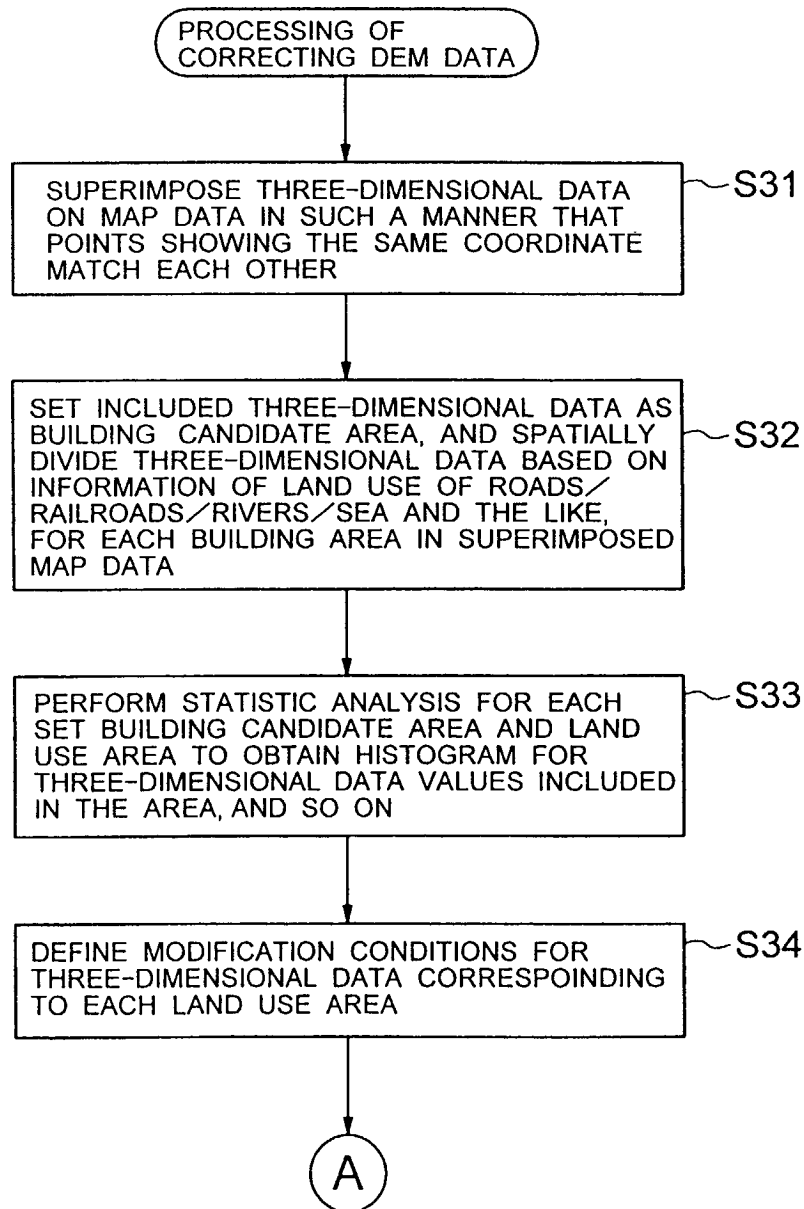 PROCESSING OF
CORRECTING DEM DATA
SUPERIMPOSE THREE-DIMENSIONAL DATA
ON MAP DATA IN SUCH A MANNER THAT
POINTS SHOWING THE SAME COORDINATE
MATCH EACH OTHER
S31
SET INCLUDED THREE-DIMENSIONAL DATA AS
BUILDING CANDIDATE AREA, AND SPATIALLY
DIVIDE THREE-DIMENSIONAL DATA BASED ON
INFORMATION OF LAND USE OF ROADS/
RAILROADS/RIVERS/SEA AND THE LIKE,
FOR EACH BUILDING AREA IN SUPERIMPOSED
MAP DATA
S32
PERFORM STATISTIC ANALYSIS FOR EACH
SET BUILDING CANDIDATE AREA AND LAND
USE AREA TO OBTAIN HISTOGRAM FOR
THREE-DIMENSIONAL DATA VALUES INCLUDED
IN THE AREA, AND SO ON
S33
DEFINE MODIFICATION CONDITIONS FOR
THREE-DIMENSIONAL DATA CORRESPOINDING
TO EACH LAND USE AREA
S34
A